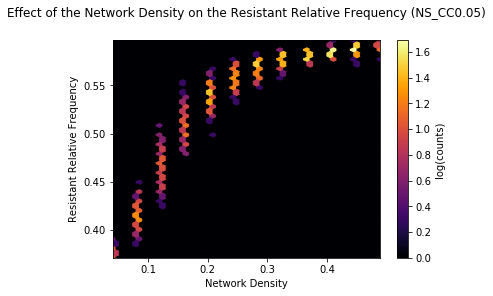 Effect of the Network Density on the Resistant Relative Frequency (NS_CC0.05)
Resistant Relative Frequency
0.55
0.50
0.45
0.40
0.1 0.2 0.3 0.4
Network Density
1.6
1.4
1.2
1.0
0.8
0.6
0.4
0.2
0.0
log(counts)